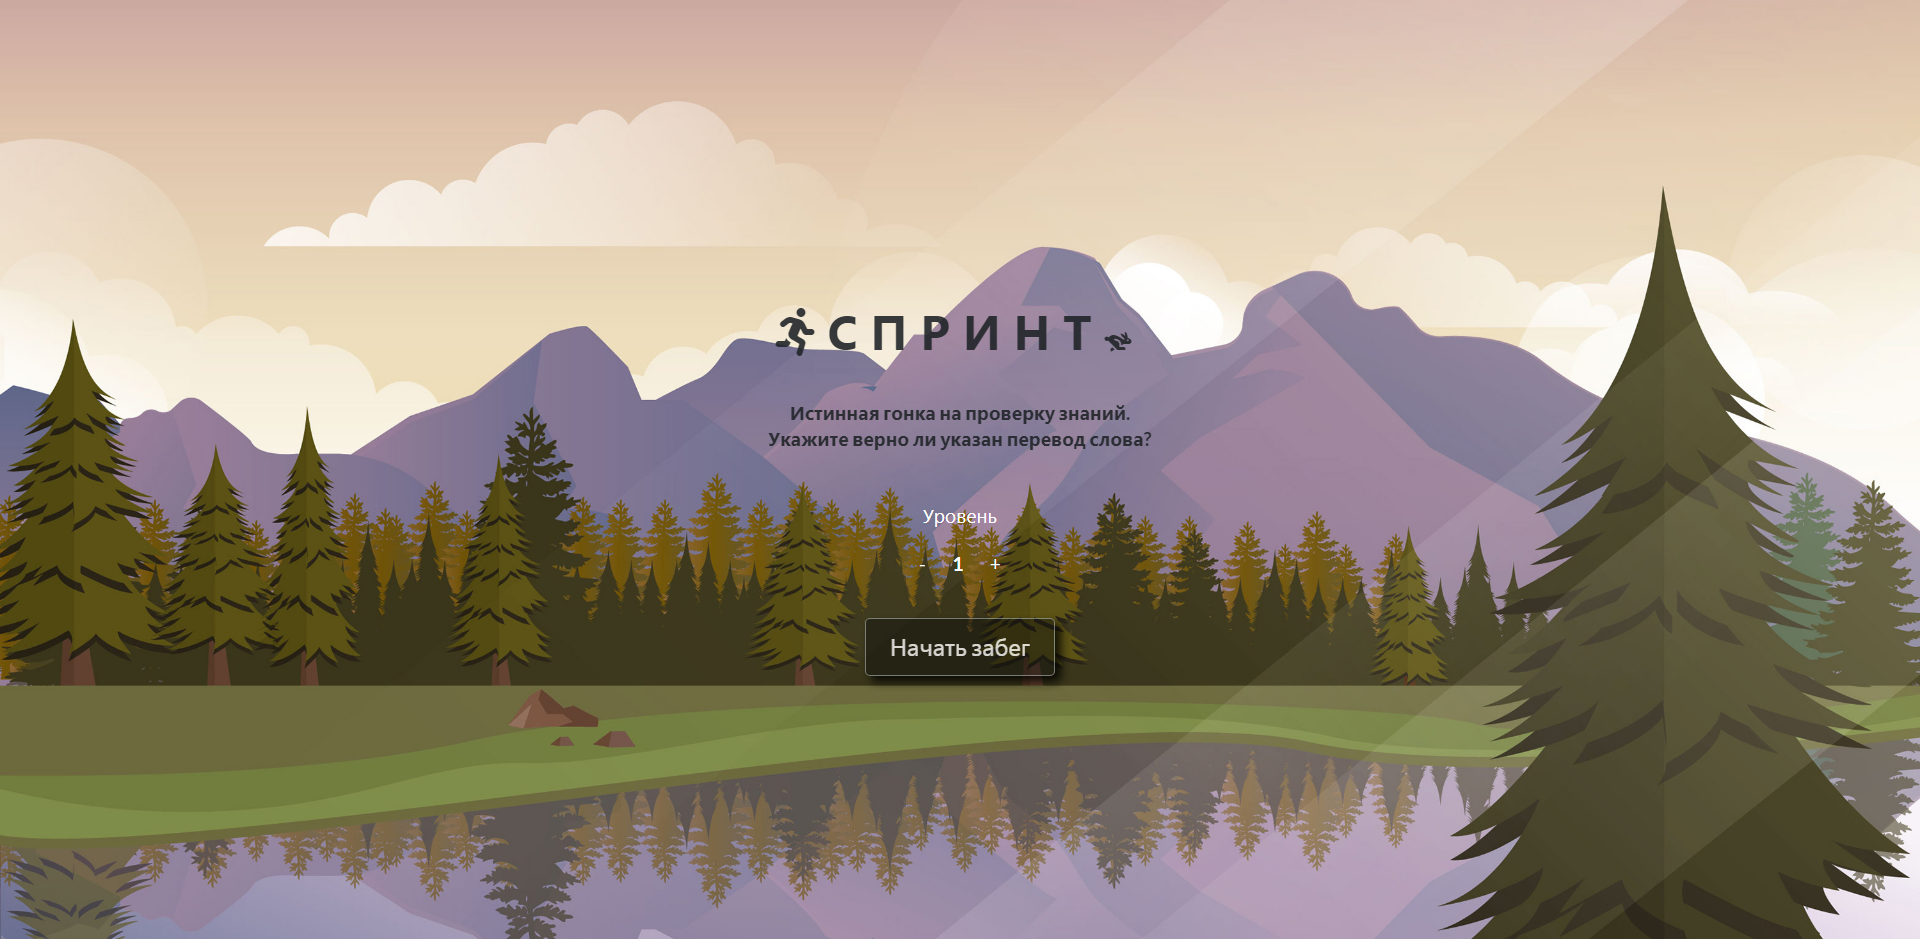 СПРИНТ
Истинная гонка на проверку знаний.
Укажите верно ли указан перевод слова?
Уровень
- 1 +
Начать забег